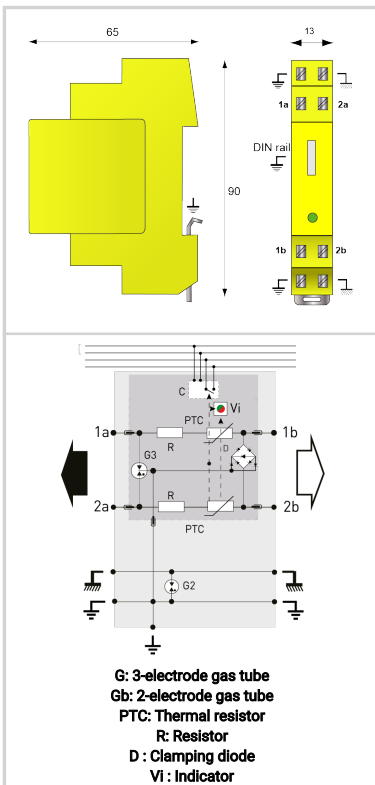 65
13
1a
2a
DIN rail
90
1b
2b
C
Vi
PTC
1a
1b
R
D
G3
R
2a
2b
PTC
G2
G: 3-electrode gas tube
Gb: 2-electrode gas tube
PTC: Thermal resistor
R: Resistor
D : Clamping diode
Vi : Indicator